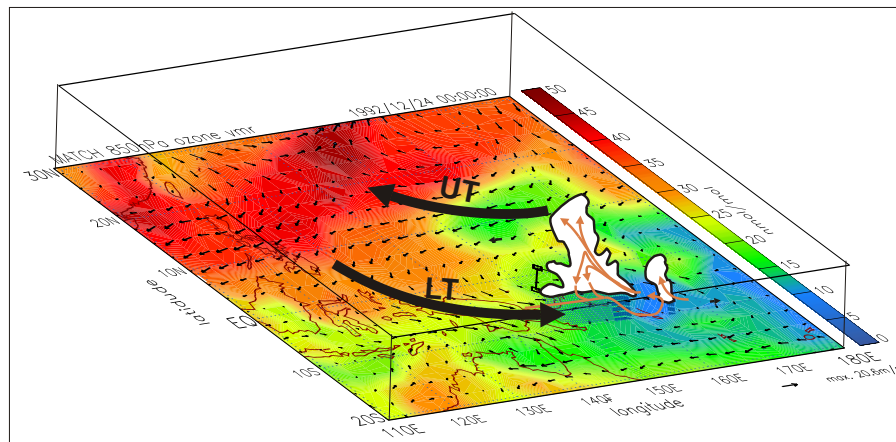 MATCH 850hPa ozone vmr
1992/12/24 00:00:00
30N
20N
10N
EQ
10S
20S
latitude
110E
120E
130E
140E
150E
160E
170E
180E
longitude
UT
LT
50
45
40
35
30
25
20
15
10
5
0
nmol/mol
max. 20.6m/s